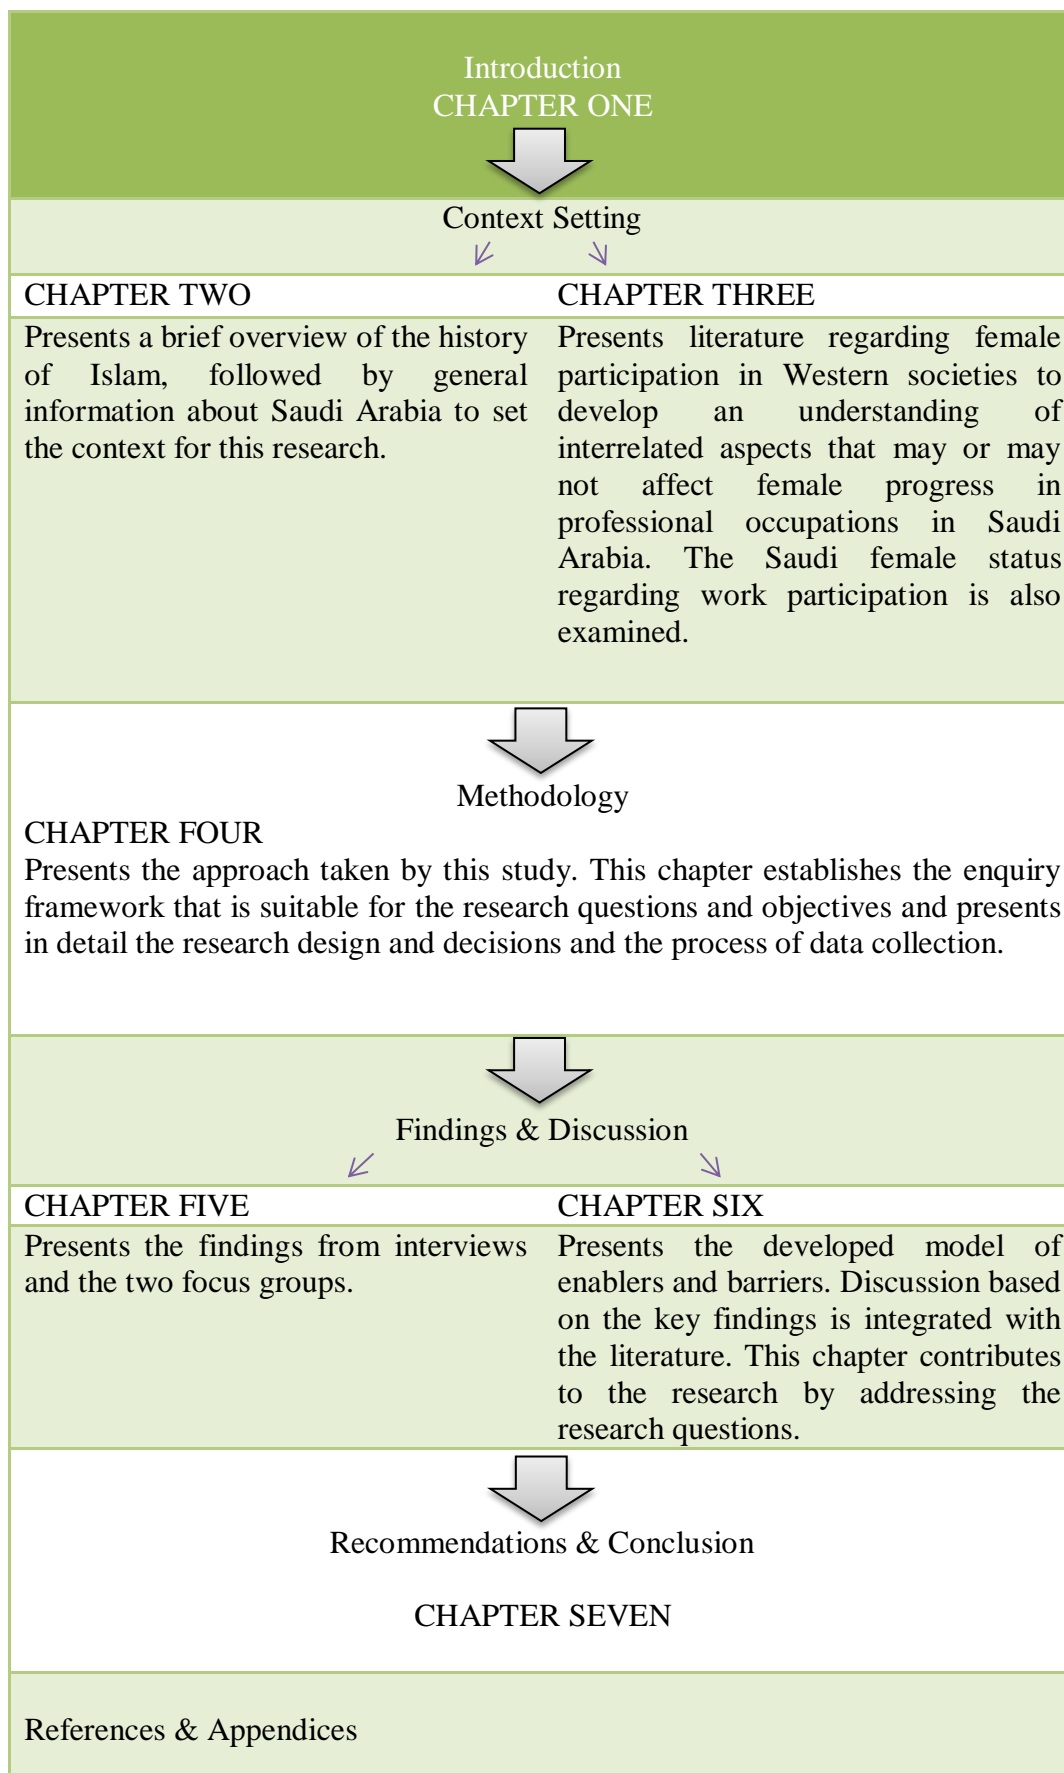 Introduction
CHAPTER ONE
Context Setting
CHAPTER TWO
Presents a brief overview of the history
of Islam, followed by general
information about Saudi Arabia to set
the context for this research.
CHAPTER THREE
Presents literature regarding female
participation in Western societies to
develop an understanding of
interrelated aspects that may or may
not affect female progress in
professional occupations in Saudi
Arabia. The Saudi female status
regarding work participation is also
examined.
Methodology
CHAPTER FOUR
Presents the approach taken by this study. This chapter establishes the enquiry
framework that is suitable for the research questions and objectives and presents
in detail the research design and decisions and the process of data collection.
Findings & Discussion
CHAPTER FIVE
Presents the findings from interviews
and the two focus groups.
CHAPTER SIX
Presents the developed model of
enablers and barriers. Discussion based
on the key findings is integrated with
the literature. This chapter contributes
to the research by addressing the
research questions.
Recommendations & Conclusion
CHAPTER SEVEN
References & Appendices